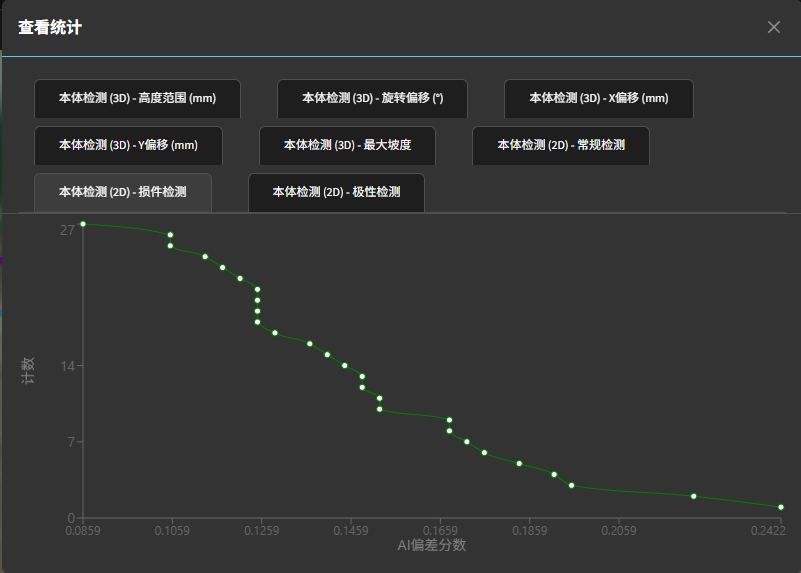 查看统计
本体检测 (3D) - 高度范围 (mm) 本体检测 (3D) - 旋转偏移 (°) 本体检测 (3D) - X偏移 (mm)
本体检测 (3D) - Y偏移 (mm) 本体检测 (3D) - 最大坡度 本体检测 (2D) - 常规检测
本体检测 (2D) - 损件检测 本体检测 (2D) - 极性检测
27
14
7
0
计数
0.0859 0.1059 0.1259 0.1459 0.1659 0.1859 0.2059 0.2422
AI偏差分数